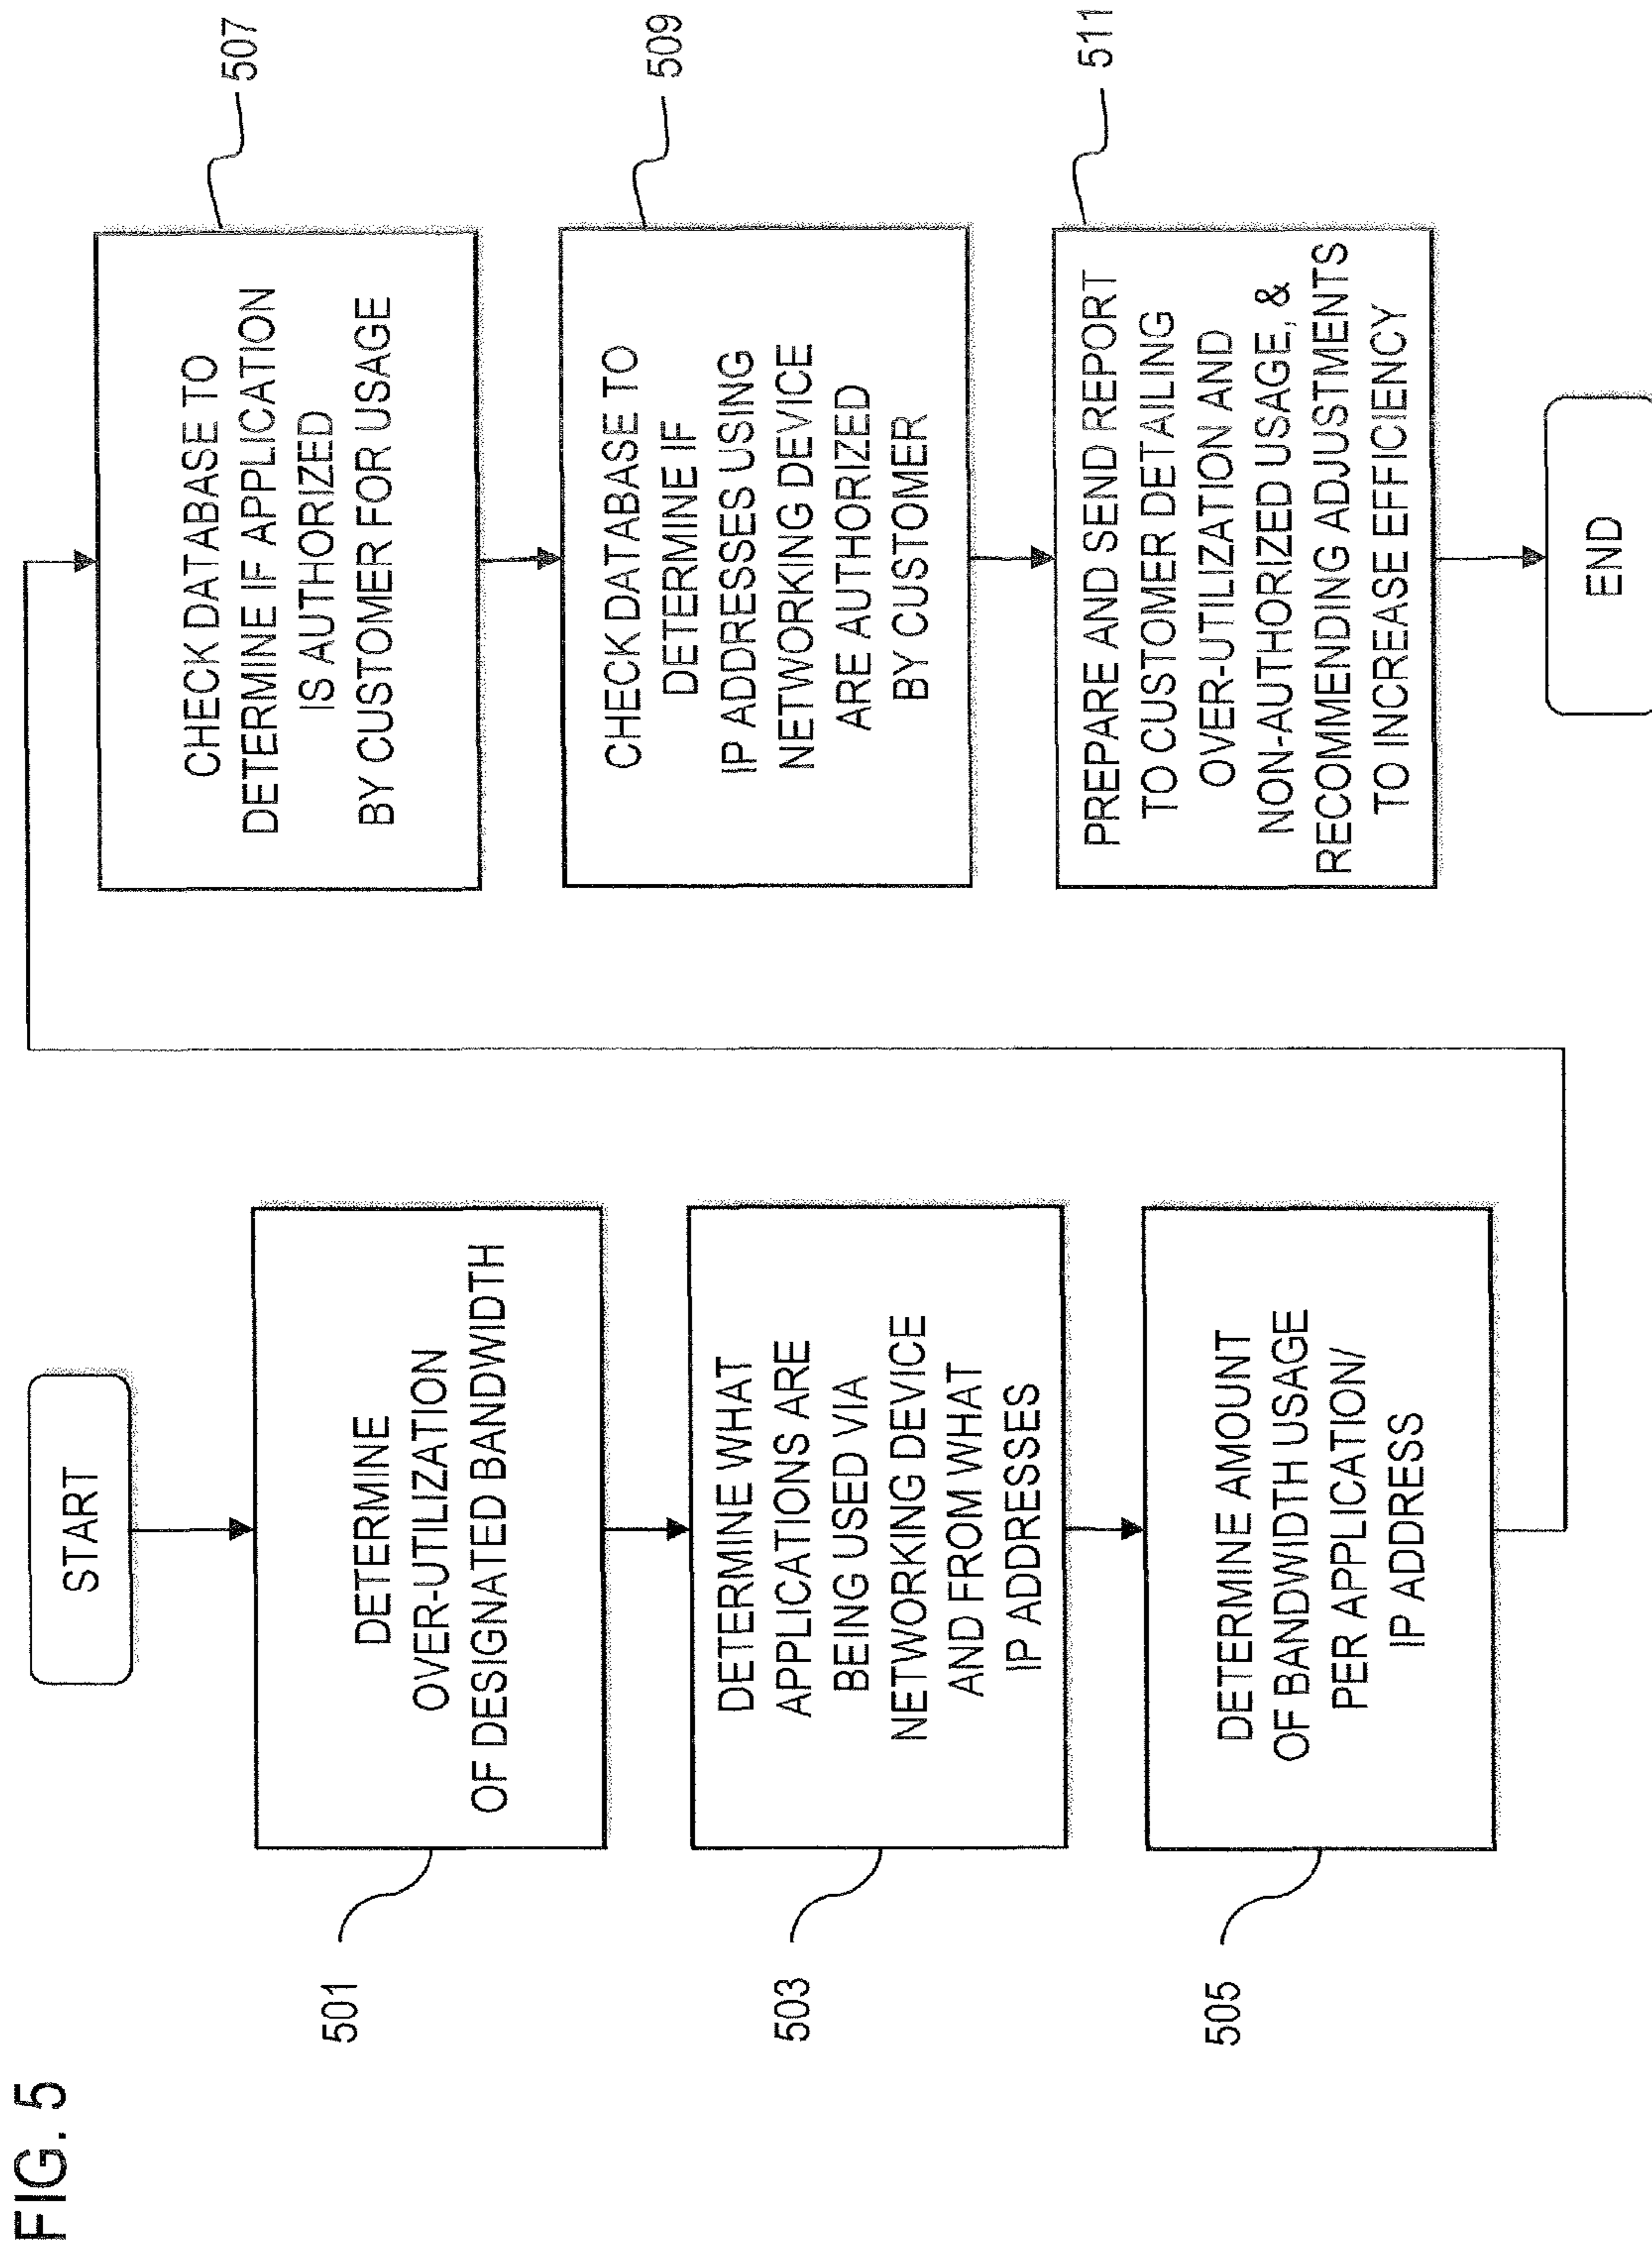 FIG. 5
START
501
DETERMINE
OVER-UTILIZATION
OF DESIGNATED BANDWIDTH
503
DETERMINE WHAT
APPLICATIONS ARE
BEING USED VIA
NETWORKING DEVICE
AND FROM WHAT
IP ADDRESSES
505
DETERMINE AMOUNT
OF BANDWIDTH USAGE
PER APPLICATION/
IP ADDRESS
507
CHECK DATABASE TO
DETERMINE IF APPLICATION
IS AUTHORIZED
BY CUSTOMER FOR USAGE
509
CHECK DATABASE TO
DETERMINE IF
IP ADDRESSES USING
NETWORKING DEVICE
ARE AUTHORIZED
BY CUSTOMER
511
PREPARE AND SEND REPORT
TO CUSTOMER DETAILING
OVER-UTILIZATION AND
NON-AUTHORIZED USAGE, &
RECOMMENDING ADJUSTMENTS
TO INCREASE EFFICIENCY
END